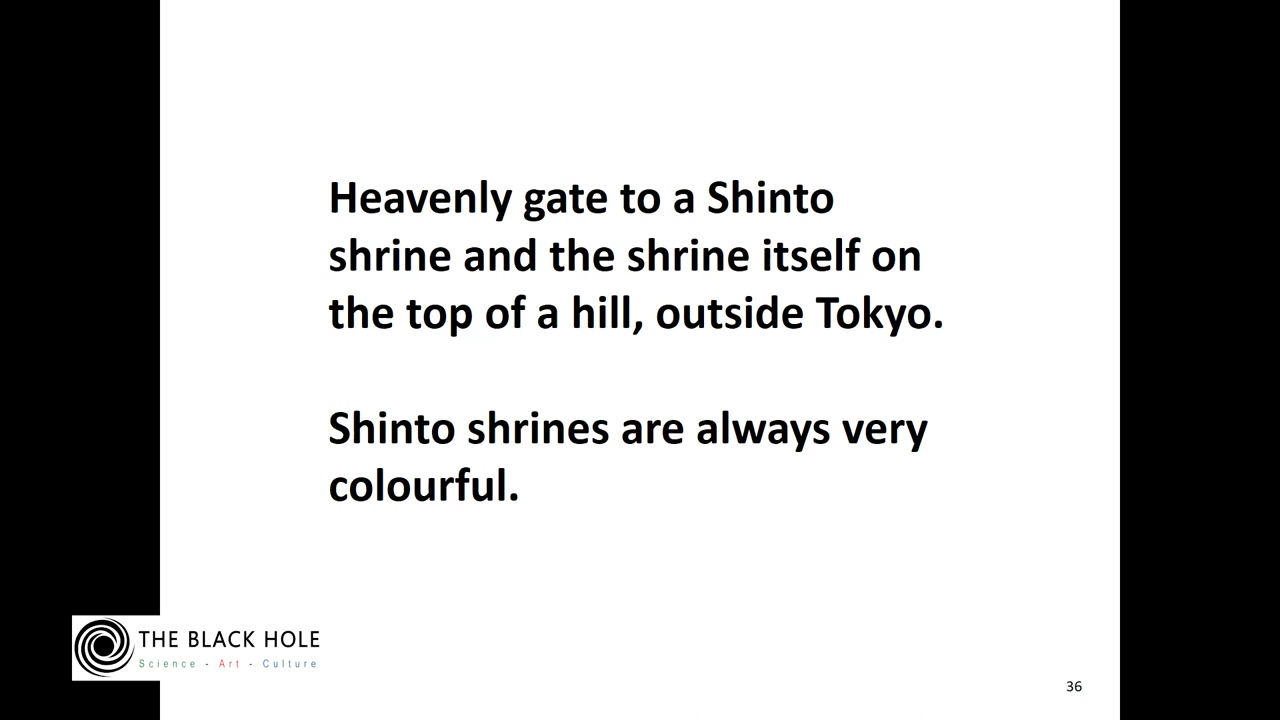 Heavenly gate to a Shinto
shrine and the shrine itself on
the top of a hill, outside Tokyo.
Shinto shrines are always very
colourful.
THE BLACK HOLE
Science - Art - Culture
36